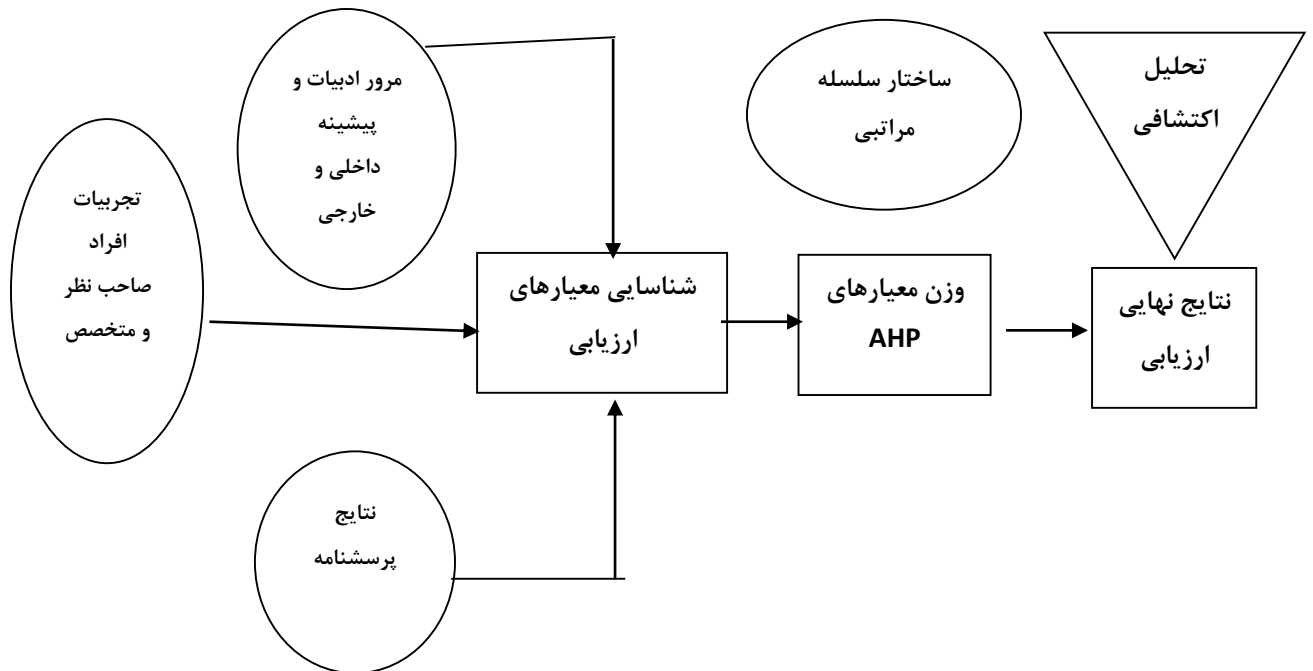 مرور ادبیات و
پیشینه
داخلی و
خارجی
ساختار سلسله
مراتبی
تحلیل
اکتشافی
تجربیات
افراد
صاحب نظر
و متخصص
شناسایی معیارهای
ارزیابی
وزن معیارهای
AHP
نتایج نهایی
ارزیابی
نتایج
پرسشنامه